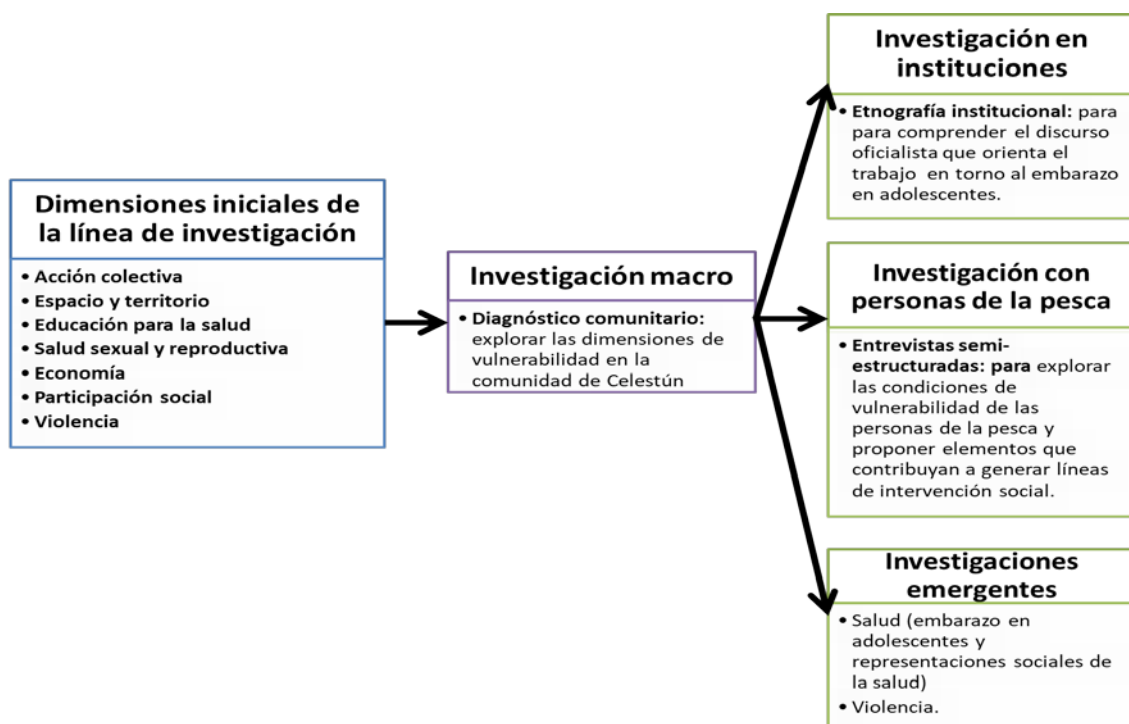 Dimensiones iniciales de
la línea de investigación
• Acción colectiva
• Espacio y territorio
• Educación para la salud
• Salud sexual y reproductiva
• Economía
• Participación social
• Violencia
Investigación macro
• Diagnóstico comunitario:
explorar las dimensiones de
vulnerabilidad en la
comunidad de Celestún
Investigación en
instituciones
• Etnografía institucional: para
para comprender el discurso
oficialista que orienta el
trabajo en torno al embarazo
en adolescentes.
Investigación con
personas de la pesca
• Entrevistas semi-
estructuradas: para explorar
las condiciones de
vulnerabilidad de las
personas de la pesca y
proponer elementos que
contribuyan a generar líneas
de intervención social.
Investigaciones
emergentes
• Salud (embarazo en
adolescentes y
representaciones sociales de
la salud)
• Violencia.